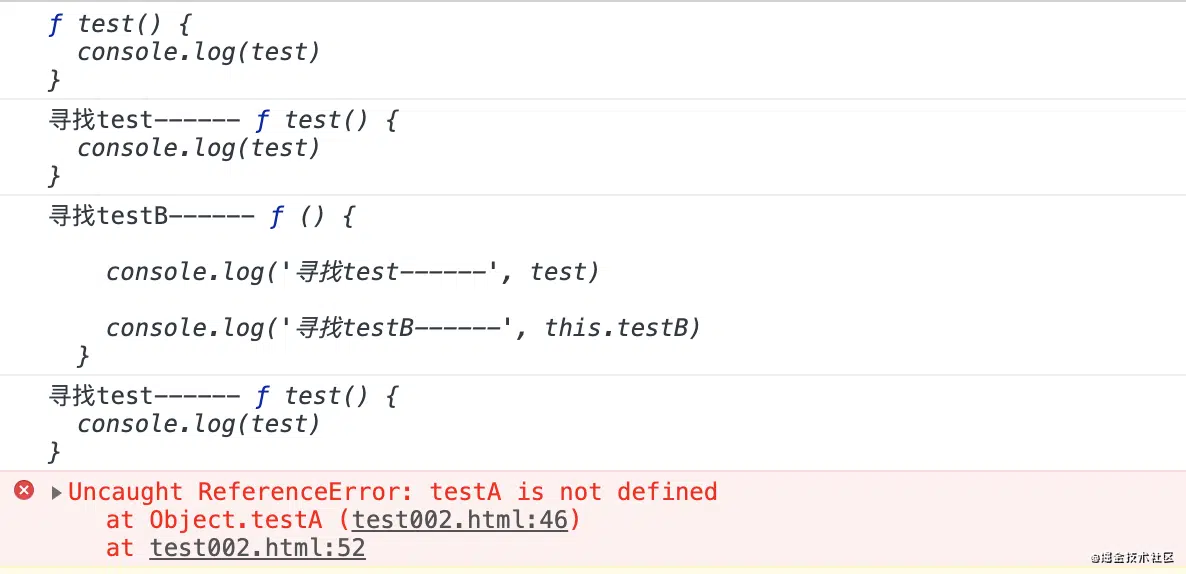 ƒ test() {
console.log(test)
}
寻找test------ ƒ test() {
console.log(test)
}
寻找testB------ ƒ () {
console.log('寻找test------', test)
console.log('寻找testB------', this.testB)
}
寻找test------ ƒ test() {
console.log(test)
}
Uncaught ReferenceError: testA is not defined
at Object.testA (test002.html:46)
at test002.html:52
@掘金技术社区